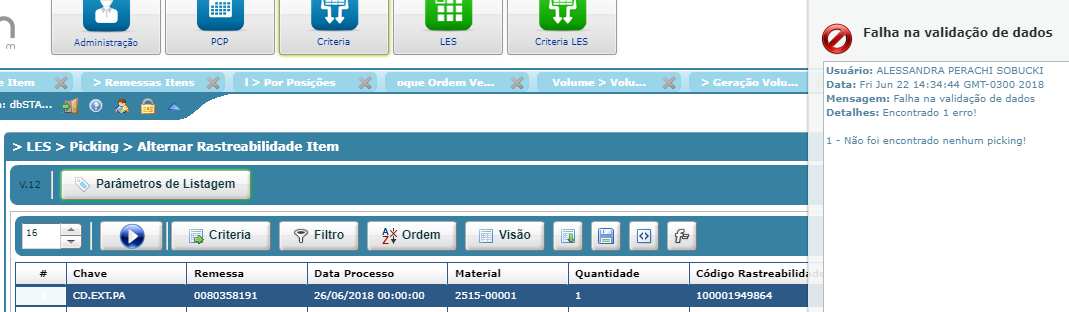 m
Administração
PCP
Criteria
LES
Criteria LES
e Item
> Remessas Itens
l > Por Posições
oque Ordem Ve...
Volume > Volu...
> Geração Volu...
: dbSTA...
> LES > Picking > Alternar Rastreabilidade Item
V.12
Parâmetros de Listagem
16
Criteria
Filtro
Ordem
Visão
#
Chave
Remessa
Data Processo
Material
Quantidade
Código Rastreabilidade
CD.EXT.PA
0080358191
26/06/2018 00:00:00
2515-00001
1
100001949864
Falha na validação de dados
Usuário: ALESSANDRA PERACHI SOBUCKI
Data: Fri Jun 22 14:34:44 GMT-0300 2018
Mensagem: Falha na validação de dados
Detalhes: Encontrado 1 erro!
1 - Não foi encontrado nenhum picking!